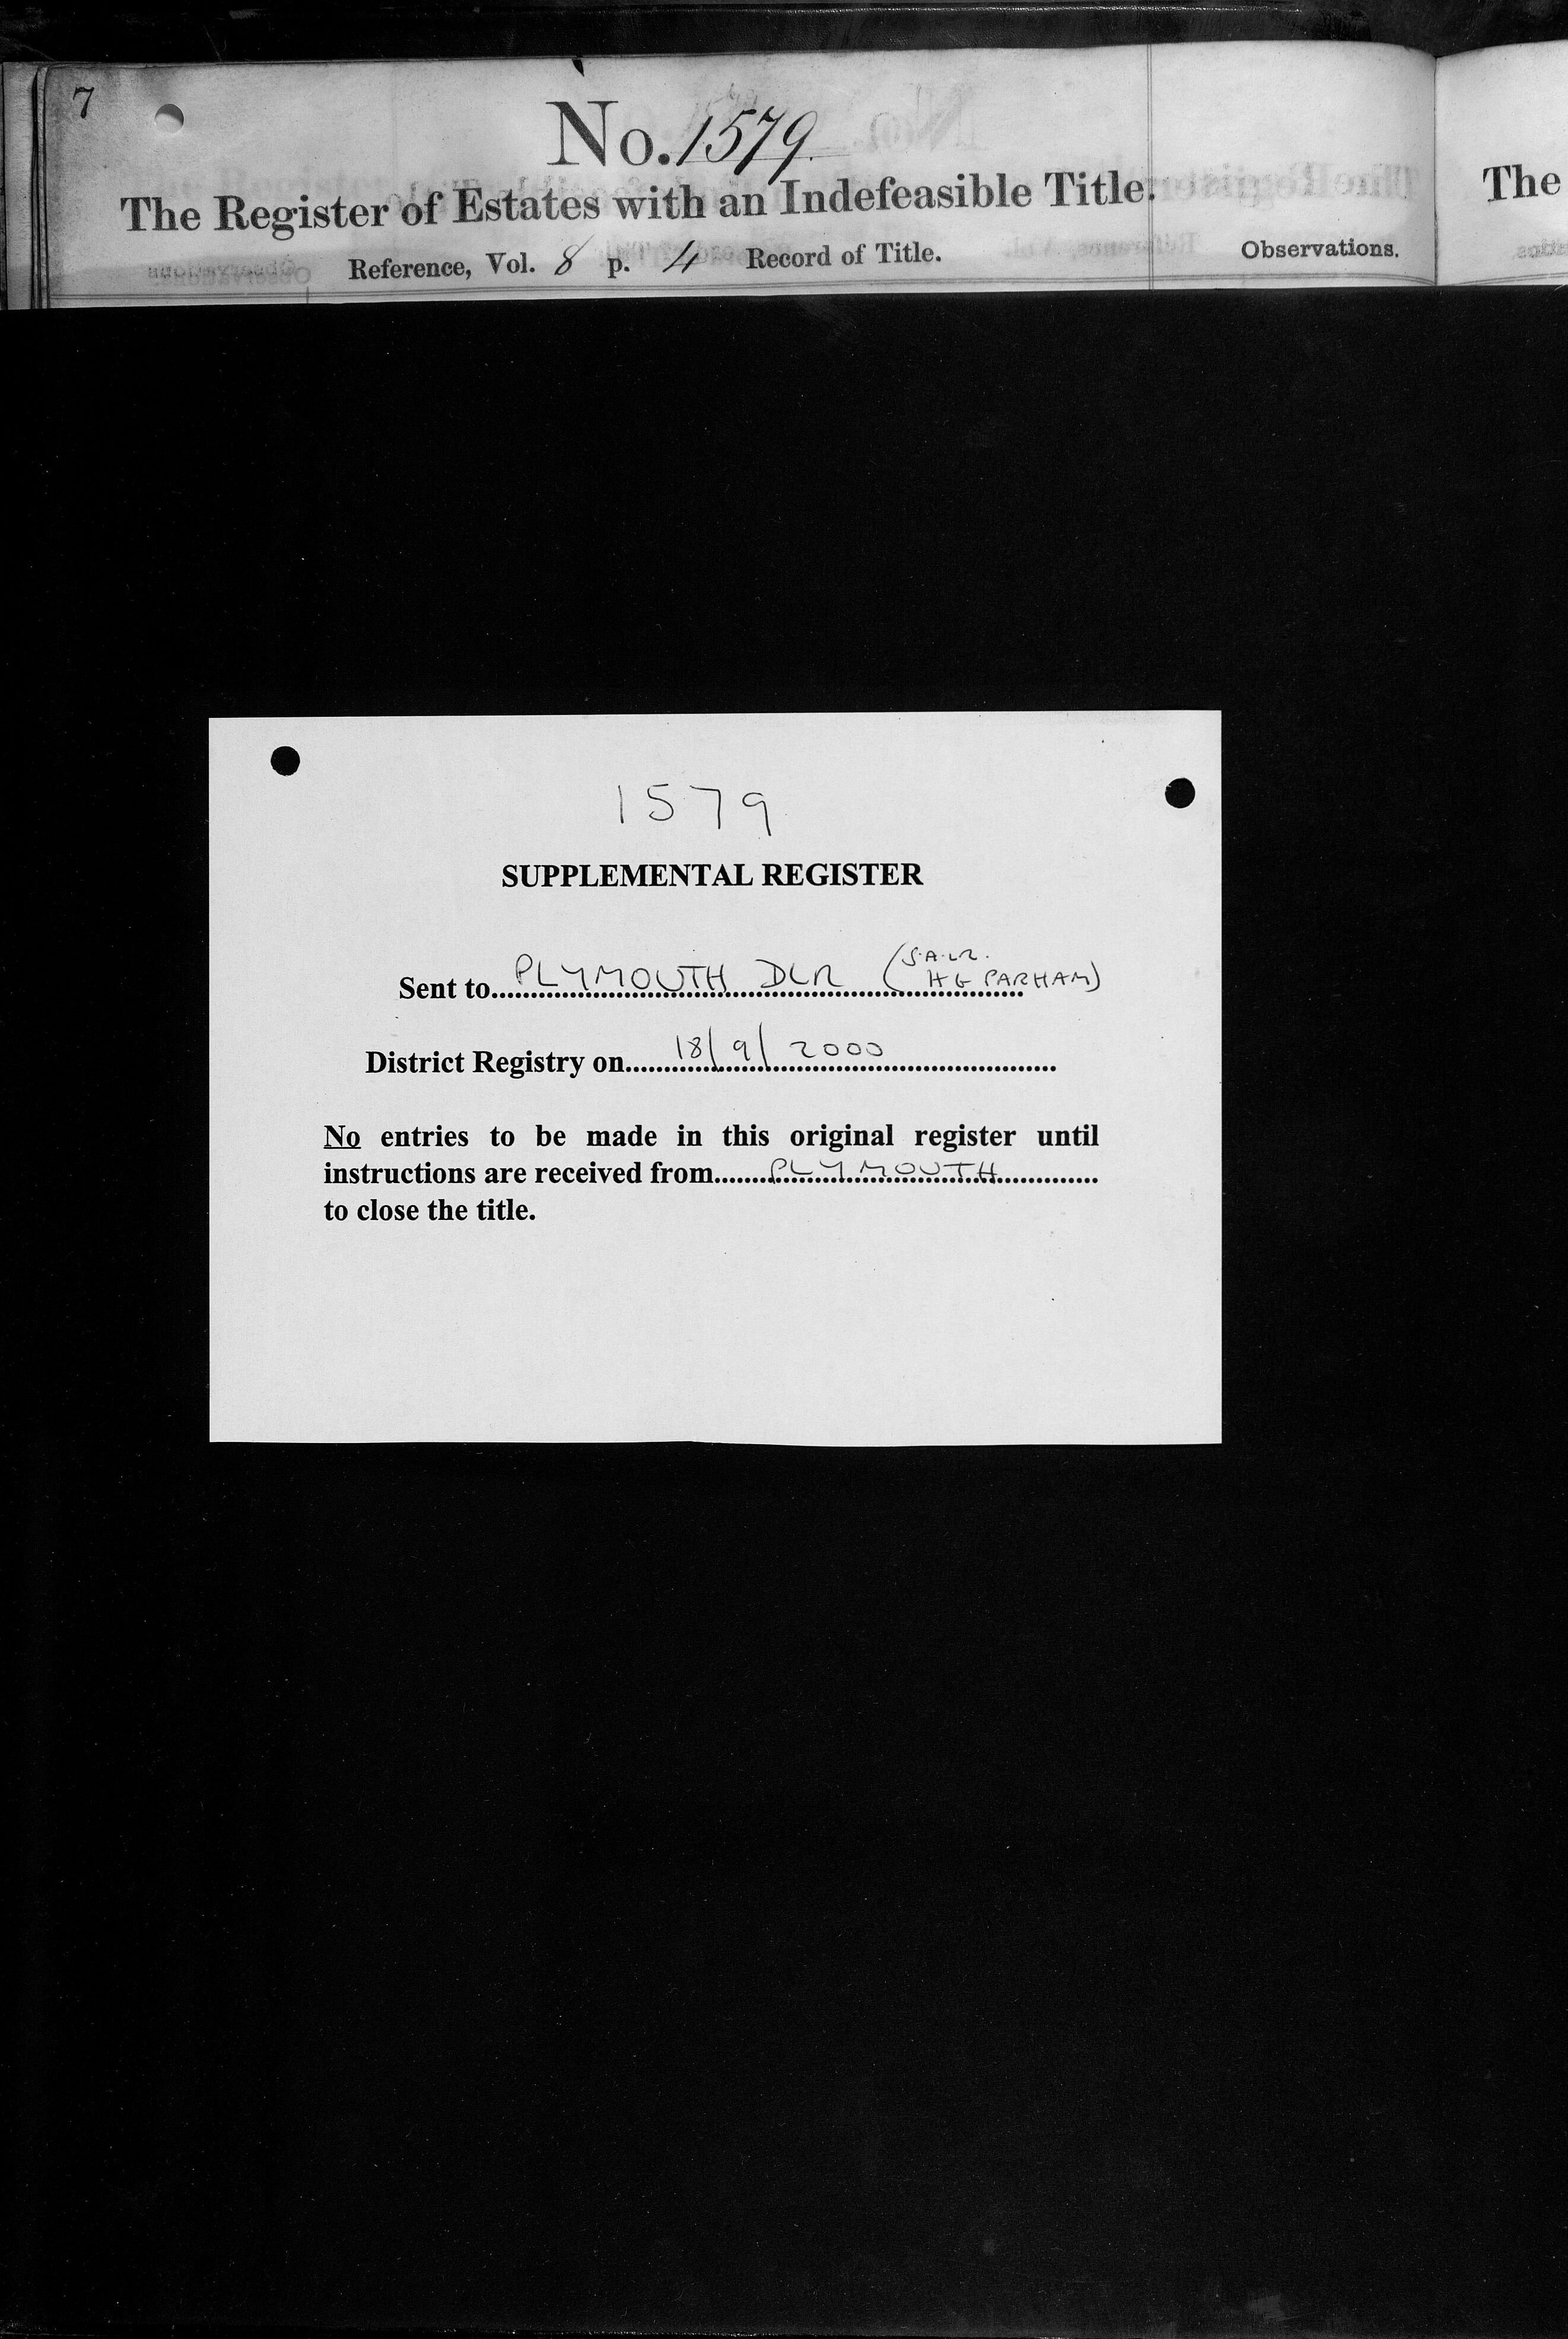 7
No. 1579.
The Register of Estates with an Indefeasible Title.
Reference, Vol. 8 p. 4 Record of Title.
Observations.
The
1579
SUPPLEMENTAL REGISTER
(S.A.L.R.
Sent to PLYMOUTH DLR HG PARHAM)
District Registry on 18/9/2000
No entries to be made in this original register until
instructions are received from PLYMOUTH
to close the title.